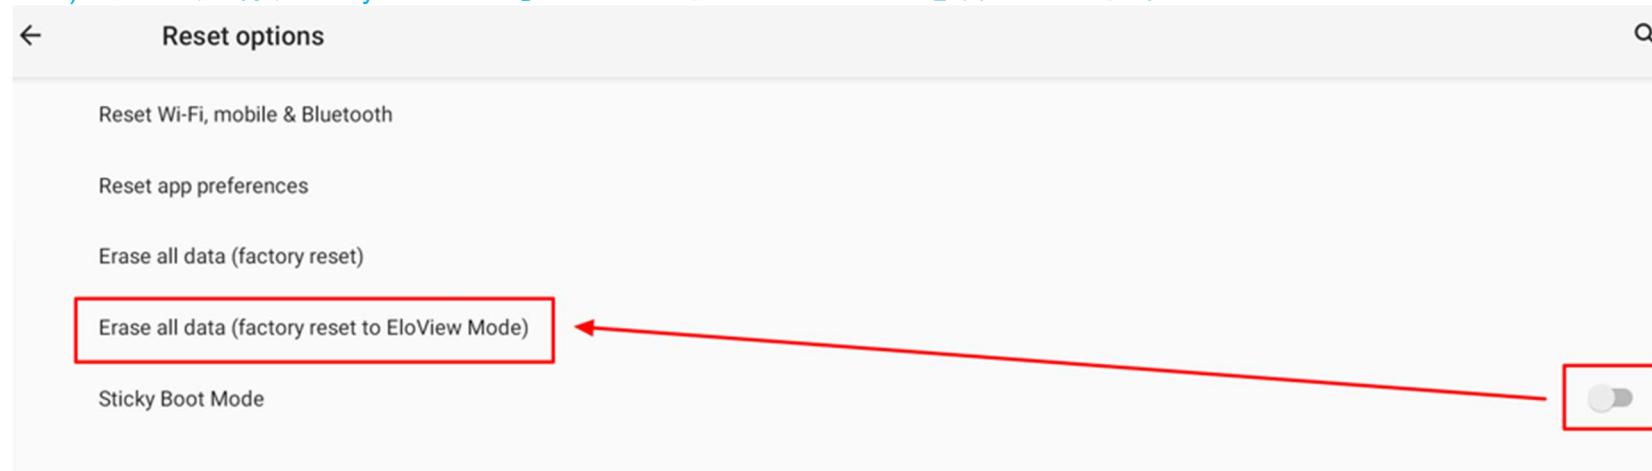 Reset options
Reset Wi-Fi, mobile & Bluetooth
Reset app preferences
Erase all data (factory reset)
Erase all data (factory reset to EloView Mode)
Sticky Boot Mode